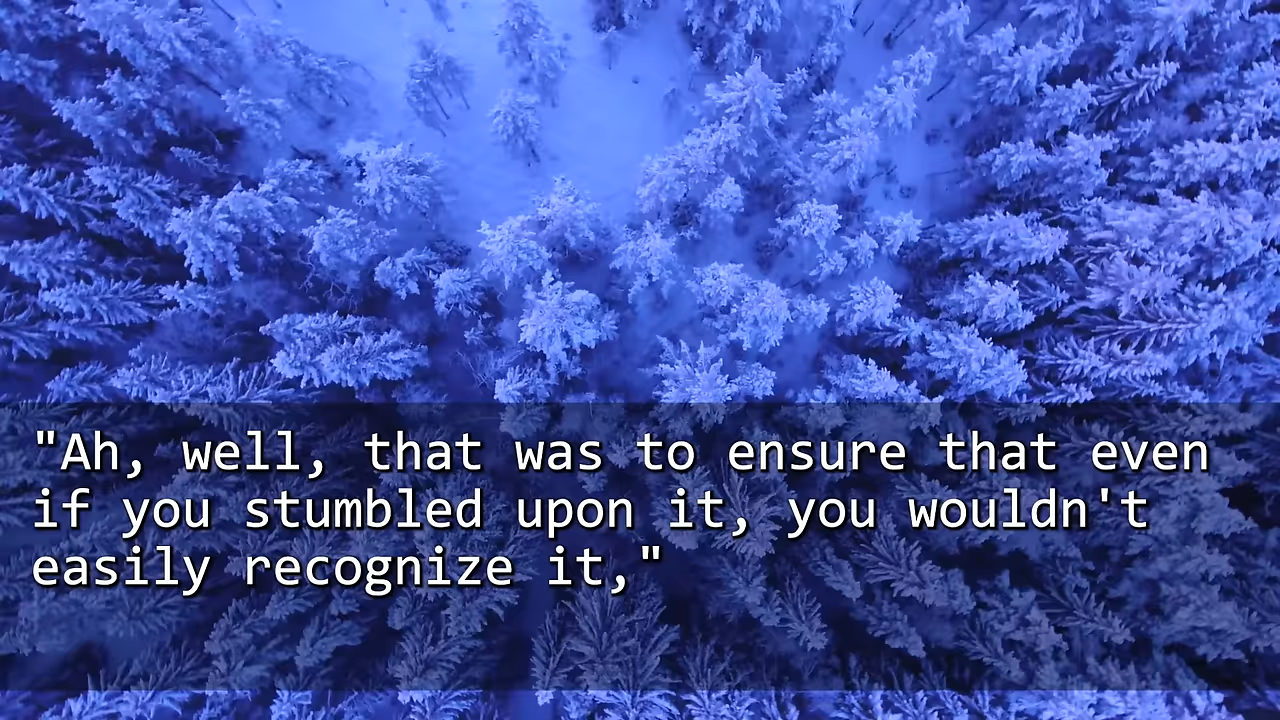 "Ah, well, that was to ensure that even
if you stumbled upon it, you wouldn't
easily recognize it,"